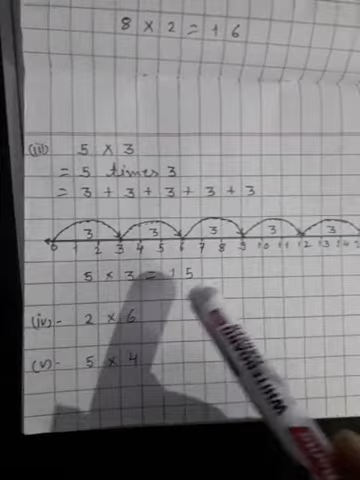 8 × 2 = 16
(iii) 5 × 3
= 5 times 3
= 3 + 3 + 3 + 3 + 3
3 3 3 3 3
0 1 2 3 4 5 6 7 8 9 10 11 12 13 14
5 × 3 = 15
(iv)- 2 × 6
(v)- 5 × 4
WHITEBOARD